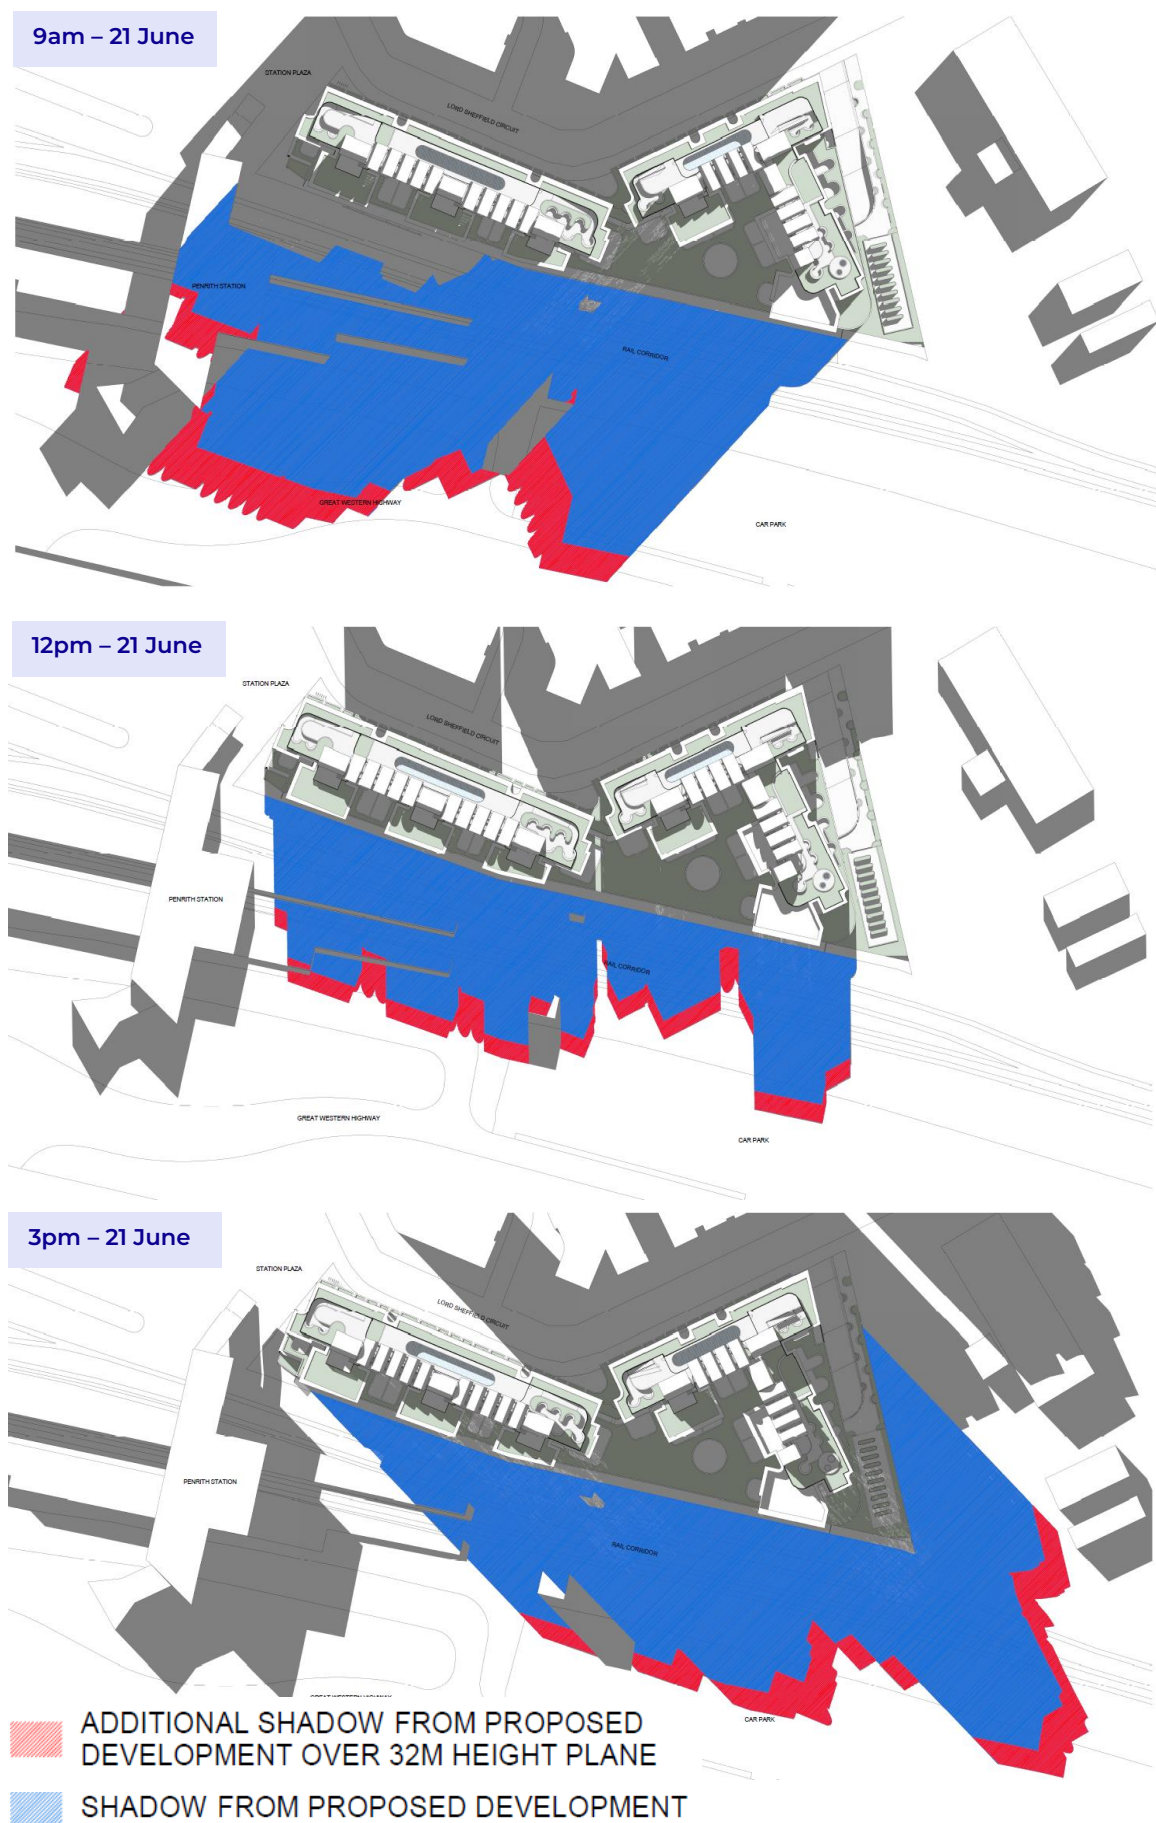 9am – 21 June
STATION PLAZA
LORD SHEFFIELD CIRCUIT
PENRITH STATION
RAIL CORRIDOR
GREAT WESTERN HIGHWAY
CAR PARK
12pm – 21 June
STATION PLAZA
LORD SHEFFIELD CIRCUIT
PENRITH STATION
RAIL CORRIDOR
GREAT WESTERN HIGHWAY
CAR PARK
3pm – 21 June
STATION PLAZA
LORD SHEFFIELD CIRCUIT
PENRITH STATION
RAIL CORRIDOR
GREAT WESTERN HIGHWAY
CAR PARK
ADDITIONAL SHADOW FROM PROPOSED
DEVELOPMENT OVER 32M HEIGHT PLANE
SHADOW FROM PROPOSED DEVELOPMENT